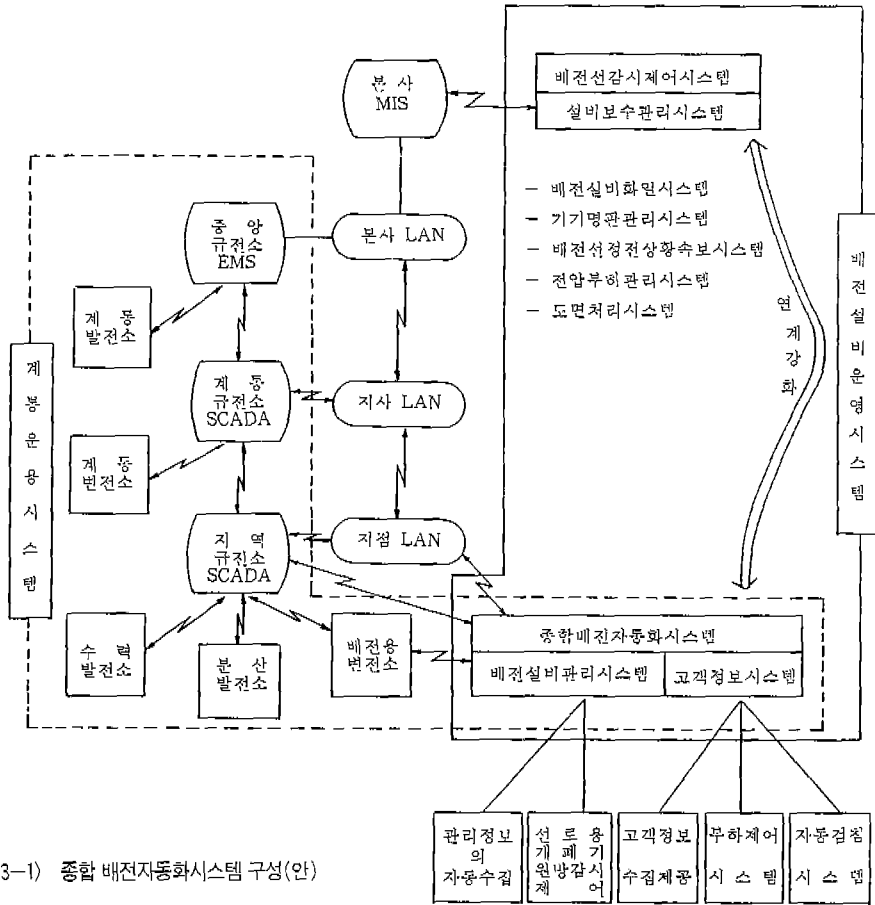 본 사
MIS
배전선감시제어시스템
설비보수관리시스템
- 배전설비화일시스템
- 기기명판관리시스템
- 배전선정전상황속보시스템
- 전압부하관리시스템
- 도면처리시스템
중 앙
규전소
EMS
본사 LAN
계 통
발전소
계 통
규전소
SCADA
지사 LAN
계 통
변전소
지 역
규전소
SCADA
지점 LAN
수 력
발전소
분 산
발전소
배전용
변전소
계통운용시스템
연계강화
배전설비운영시스템
종합배전자동화시스템
배전설비관리시스템
고객정보시스템
관리정보
의
자동수집
선 로 용
개 폐 기
원방감시
제 어
고객정보
수집제공
부하제어
시 스 템
자동검침
시 스 템
3-1) 종합 배전자동화시스템 구성(안)